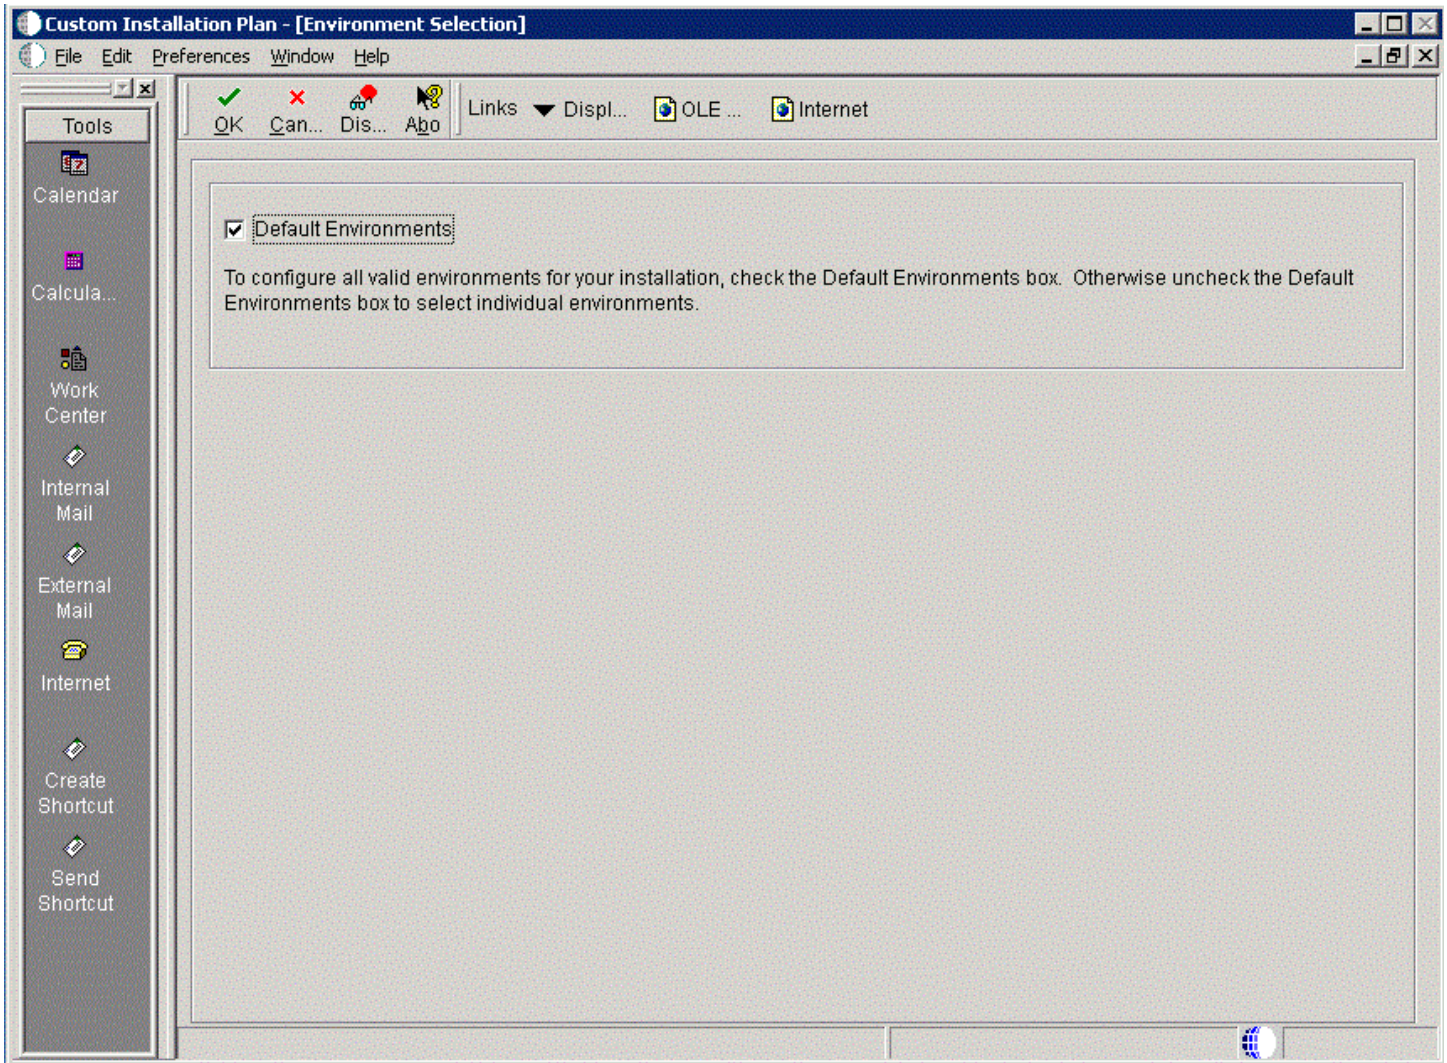 Custom Installation Plan - [Environment Selection]
File Edit Preferences Window Help
Tools
Calendar
Calcula...
Work
Center
Internal
Mail
External
Mail
Internet
Create
Shortcut
Send
Shortcut
OK Can... Dis... Abo Links Displ... OLE ... Internet
Default Environments
To configure all valid environments for your installation, check the Default Environments box. Otherwise uncheck the Default
Environments box to select individual environments.